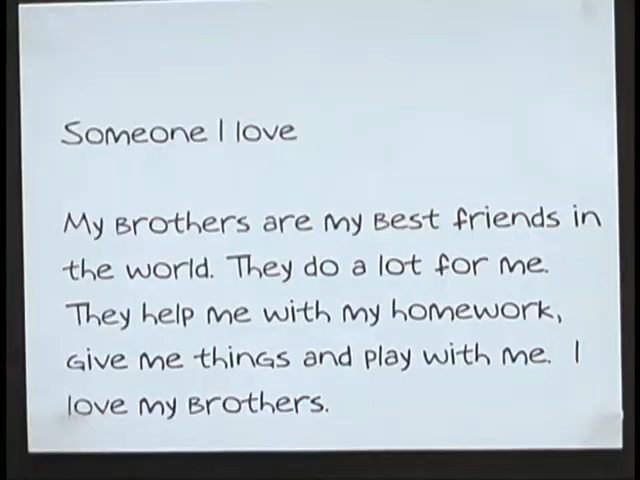 Someone I love
My Brothers are my Best friends in
the world. They do a lot for me.
They help me with my homework,
Give me things and play with me. I
love my Brothers.